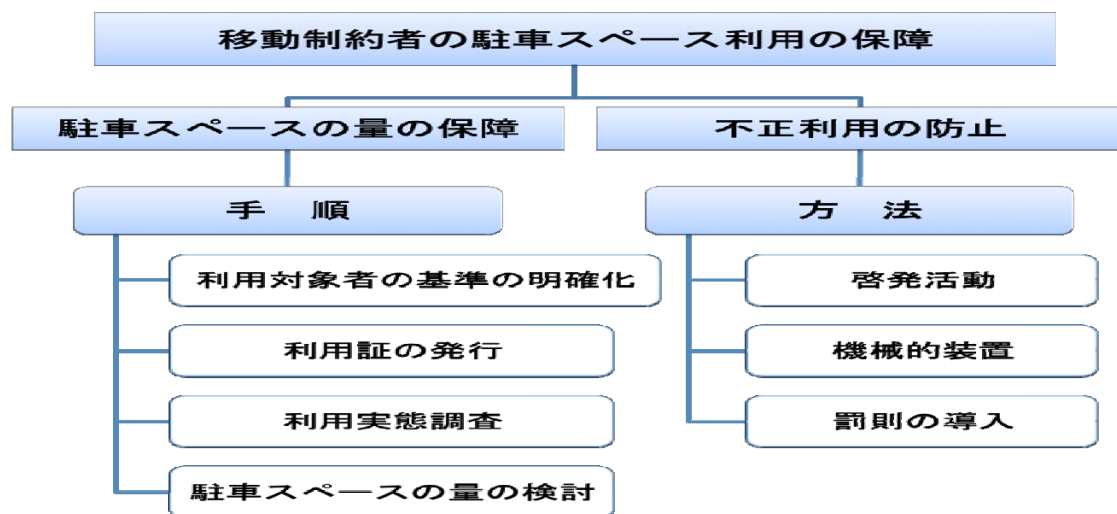 移動制約者の駐車スペース利用の保障
駐車スペースの量の保障
不正利用の防止
手 順
方 法
利用対象者の基準の明確化
啓発活動
利用証の発行
機械的装置
利用実態調査
罰則の導入
駐車スペースの量の検討